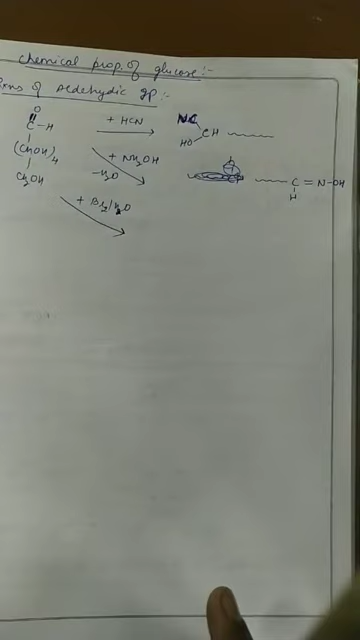 chemical prop. of glucose:-
Rxns of aldehydic gp:-
O
C-H + HCN NC CH
HO
(CHOH)4 + NH2OH
-H2O C=N-OH
CH2OH H
+ Br2/H2O